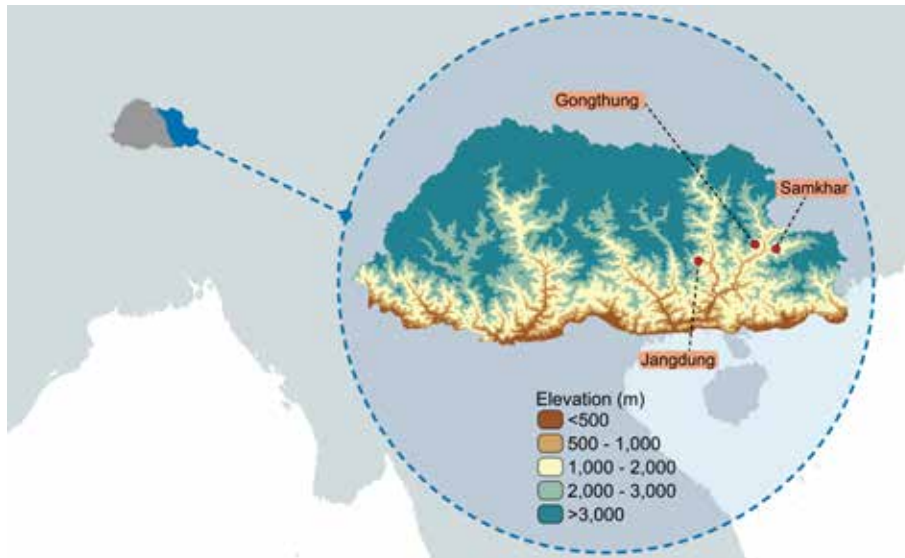 Gongthung
Samkhar
Jangdung
Elevation (m)
<500
500 - 1,000
1,000 - 2,000
2,000 - 3,000
>3,000